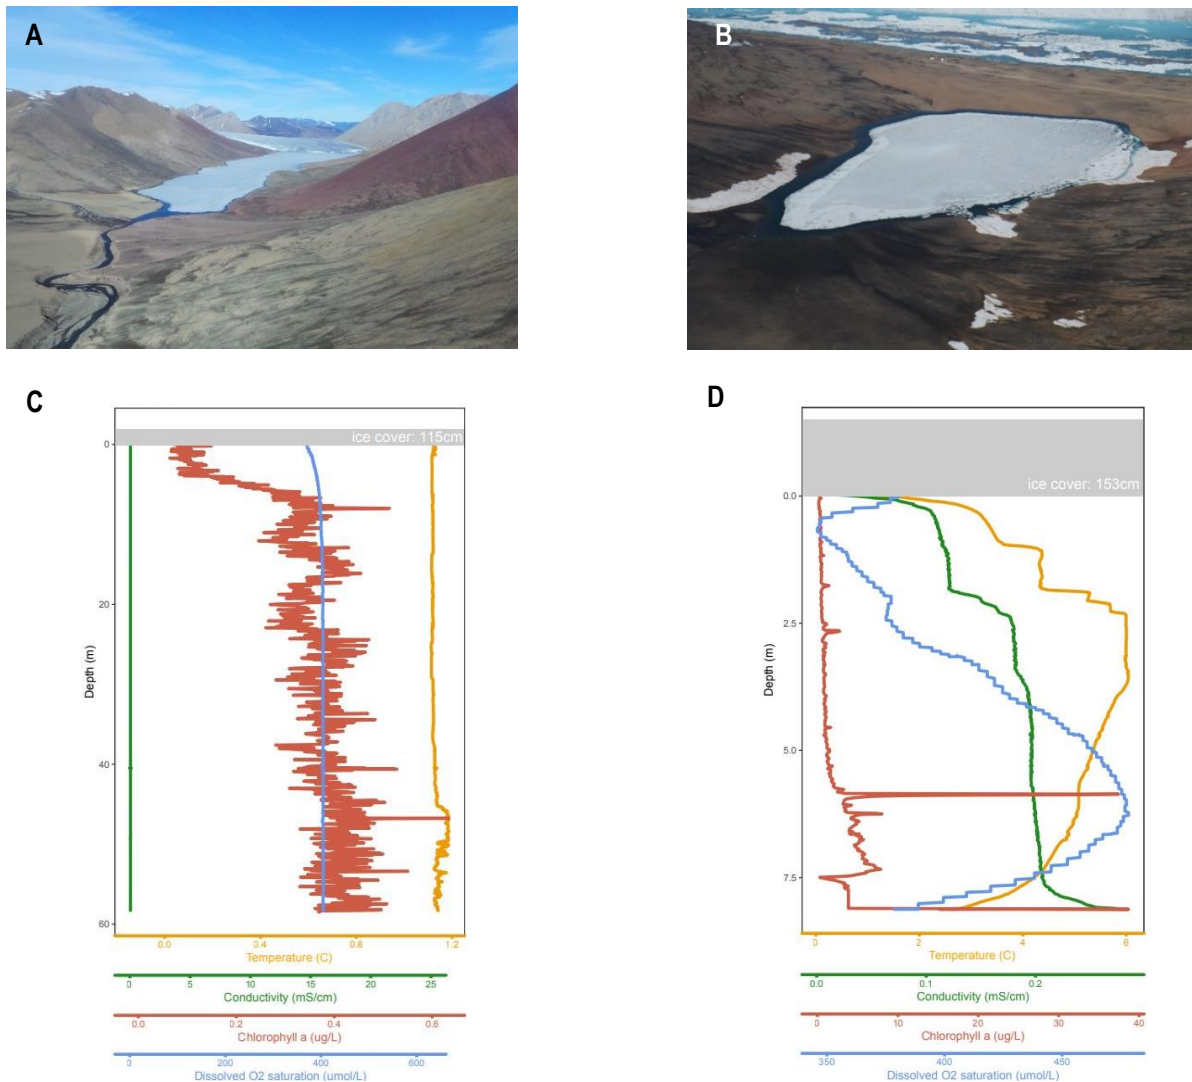 A
B
C
ice cover: 115cm
0
20
40
60
Depth (m)
0.0 0.4 0.8 1.2
Temperature (C)
0 5 10 15 20 25
Conductivity (mS/cm)
0.0 0.2 0.4 0.6
Chlorophyll a (ug/L)
0 200 400 600
Dissolved O2 saturation (umol/L)
D
ice cover: 153cm
0.0
2.5
5.0
7.5
Depth (m)
0 2 4 6
Temperature (C)
0.0 0.1 0.2
Conductivity (mS/cm)
0 10 20 30 40
Chlorophyll a (ug/L)
350 400 450
Dissolved O2 saturation (umol/L)